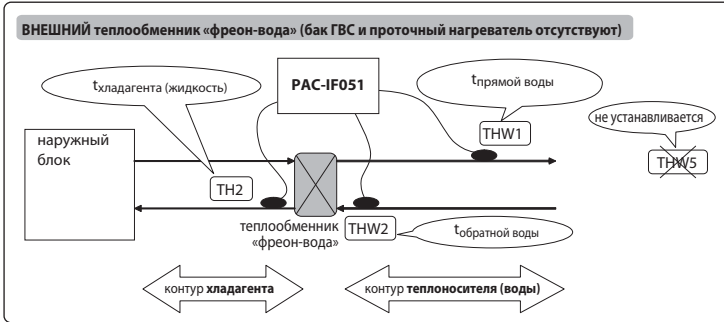 ВНЕШНИЙ теплообменник «фреон-вода» (бак ГВС и проточный нагреватель отсутствуют)
tхладагента (жидкость)
PAC-IF051
tпрямой воды
THW1
не устанавливается
THW5
наружный
блок
TH2
теплообменник
«фреон-вода»
THW2
tобратной воды
контур хладагента
контур теплоносителя (воды)